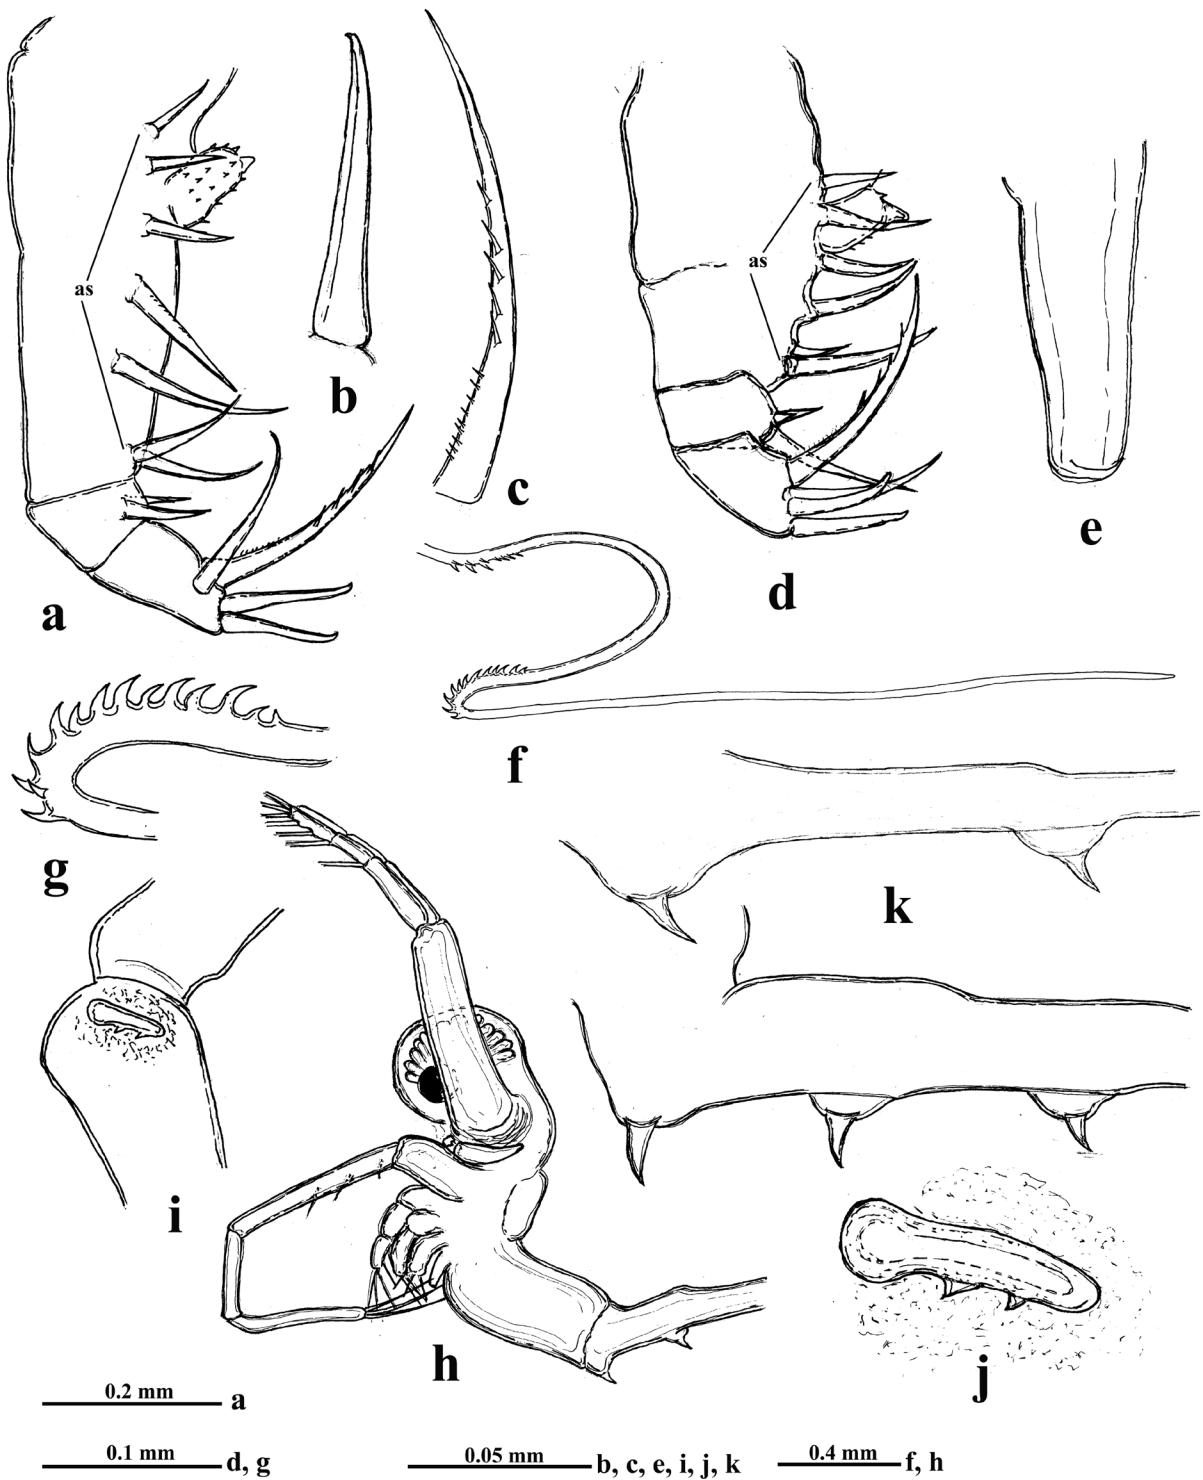 as
as
b
c
e
a
d
f
g
k
i
h
j
0.2 mm a
0.1 mm d, g
0.05 mm b, c, e, i, j, k
0.4 mm f, h